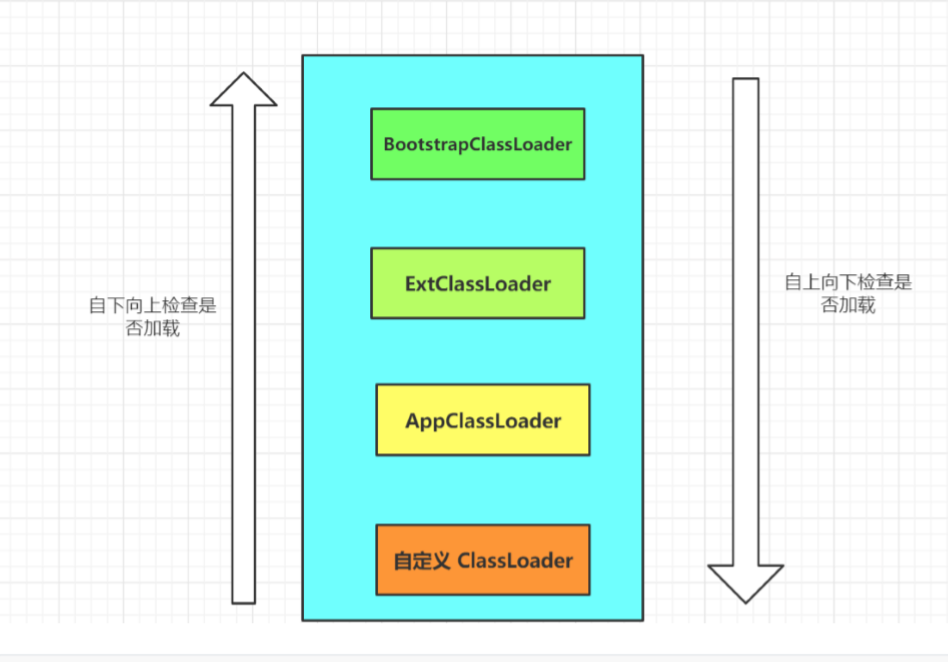 BootstrapClassLoader
ExtClassLoader
自上向下检查是
否加载
自下向上检查是
否加载
AppClassLoader
自定义 ClassLoader